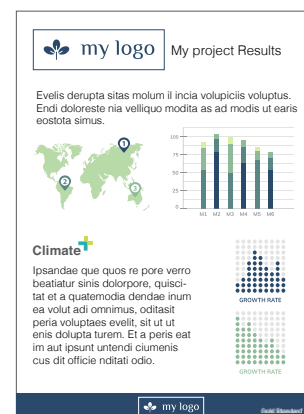 my logo
My project Results
Evelis derupta sitas molum il incia volupiciis voluptus.
Endi doloreste nia velliquo modita as ad modis ut earis
eostota simus.
1
2
3
100
75
50
25
0
M1 M2 M3 M4 M5 M6
Climate
Ipsandae que quos re pore verro
beatiatur sinis dolorpore, quisci-
tat et a quatemodia dendae inum
ea volut adi omnimus, oditasit
peria voluptaes evelit, sit ut ut
enis dolupta turem. Et a peris eat
im aut ipsunt untendi ciumenis
cus dit officie nditati odio.
GROWTH RATE
GROWTH RATE
my logo